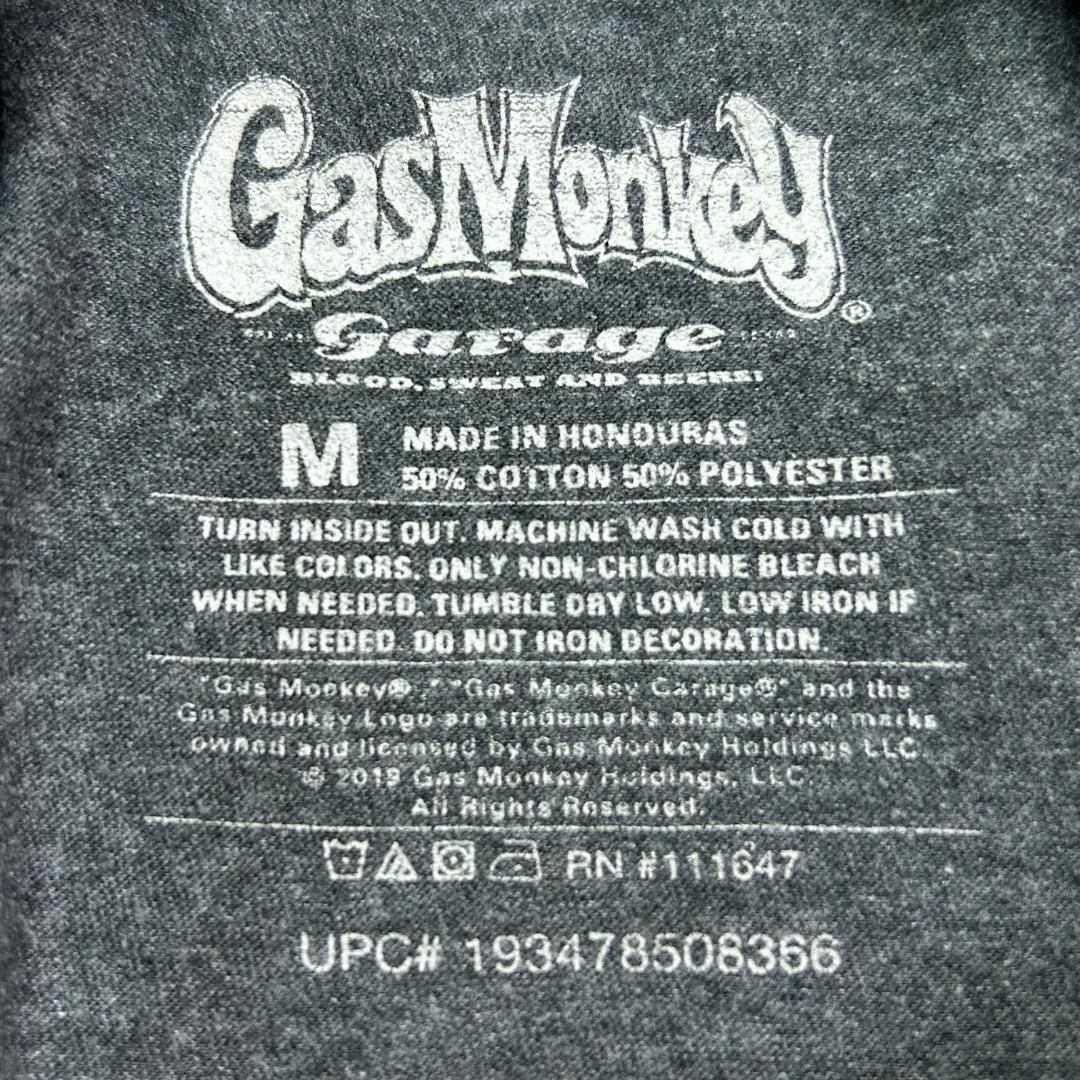 Gas Monkey ®
Garage
BLOOD, SWEAT AND BEERS!
M
MADE IN HONDURAS
50% COTTON 50% POLYESTER
TURN INSIDE OUT. MACHINE WASH COLD WITH
LIKE COLORS. ONLY NON-CHLORINE BLEACH
WHEN NEEDED. TUMBLE DRY LOW. LOW IRON IF
NEEDED. DO NOT IRON DECORATION.
"Gas Monkey®," "Gas Monkey Garage®" and the
Gas Monkey Logo are trademarks and service marks
owned and licensed by Gas Monkey Holdings LLC.
© 2019 Gas Monkey Holdings, LLC.
All Rights Reserved.
RN #111647
UPC# 193478508366